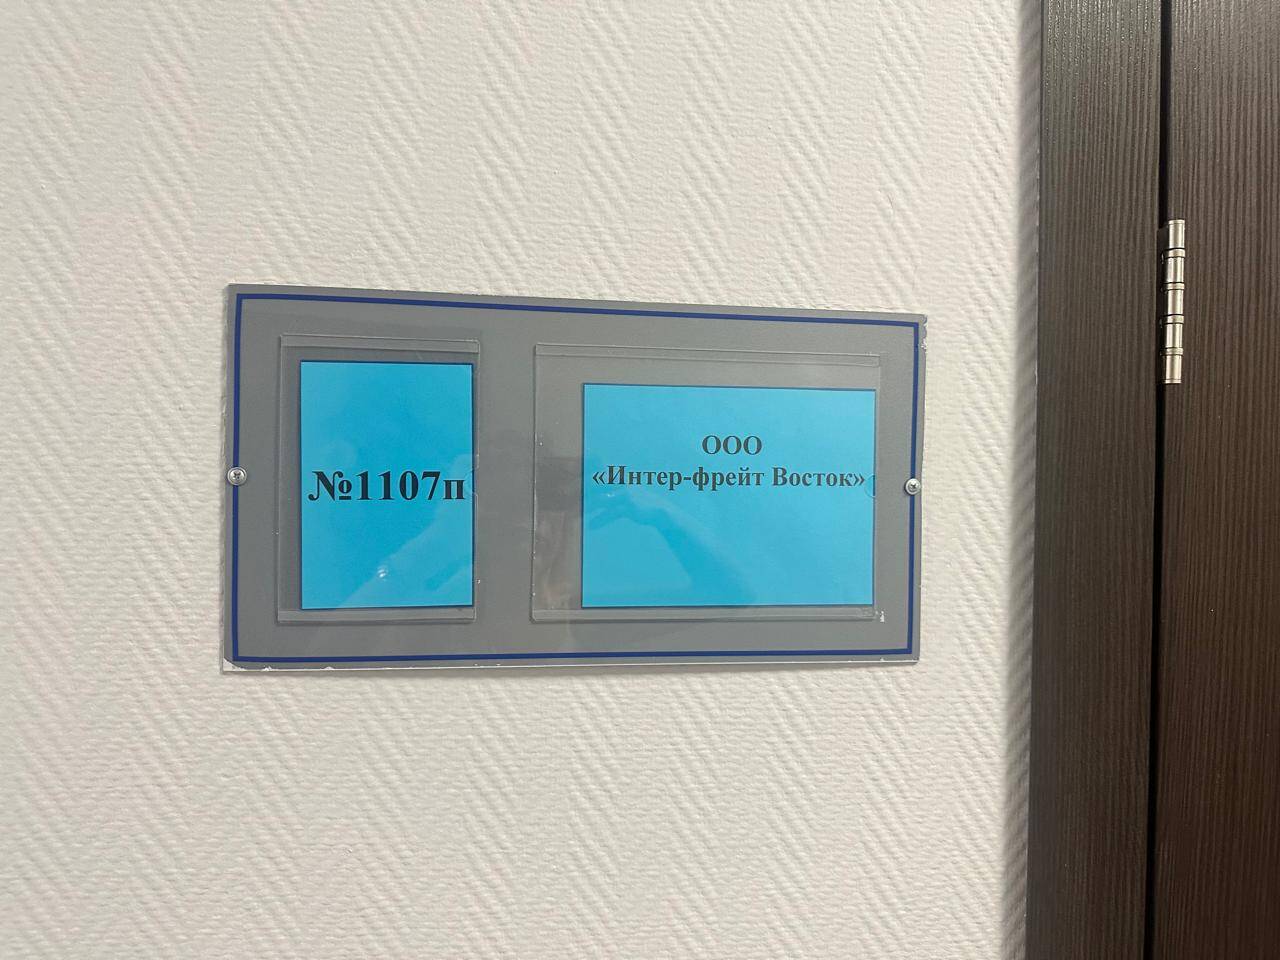 №1107п
ООО
«Интер-фрейт Восток»